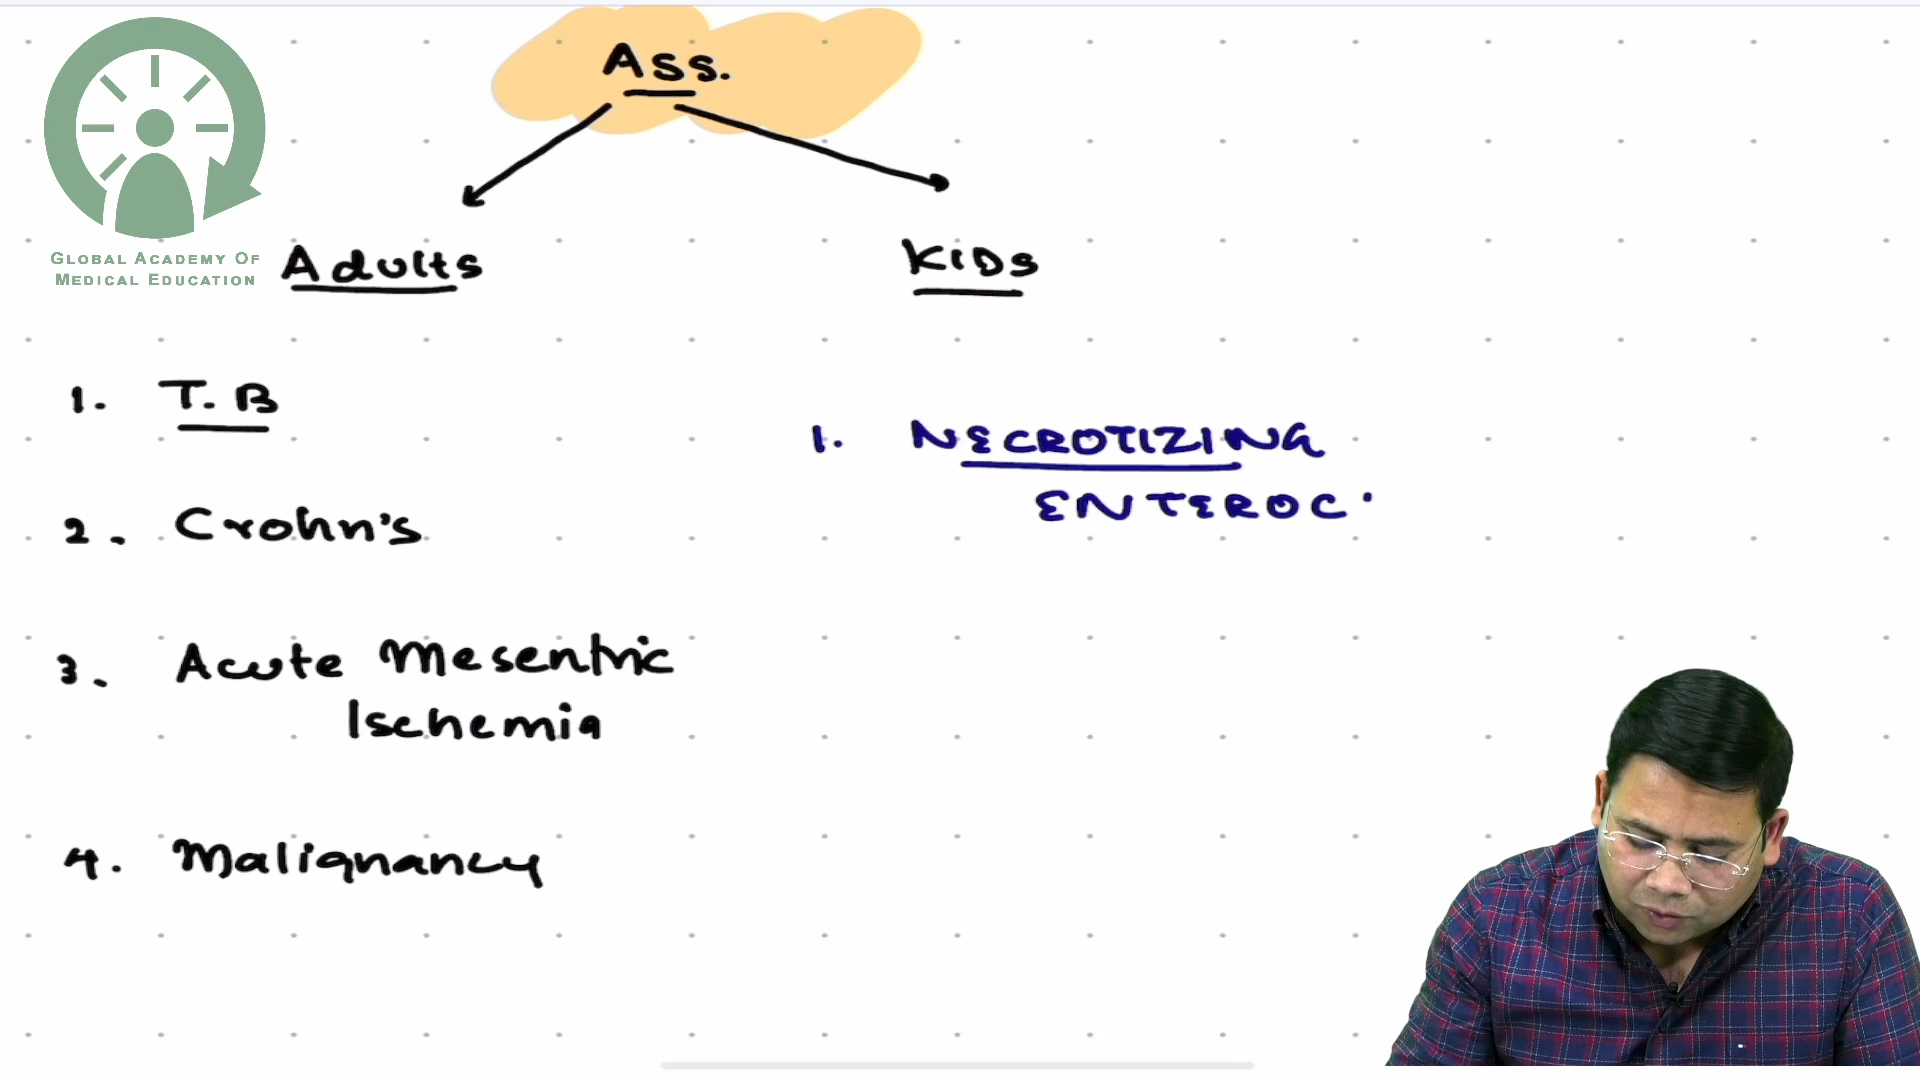 Ass.
GLOBAL ACADEMY OF
MEDICAL EDUCATION
Adults
KIDs
1. T.B
2. Crohn's
3. Acute Mesentric
Ischemia
4. Malignancy
1. NECROTIZING
ENTEROC